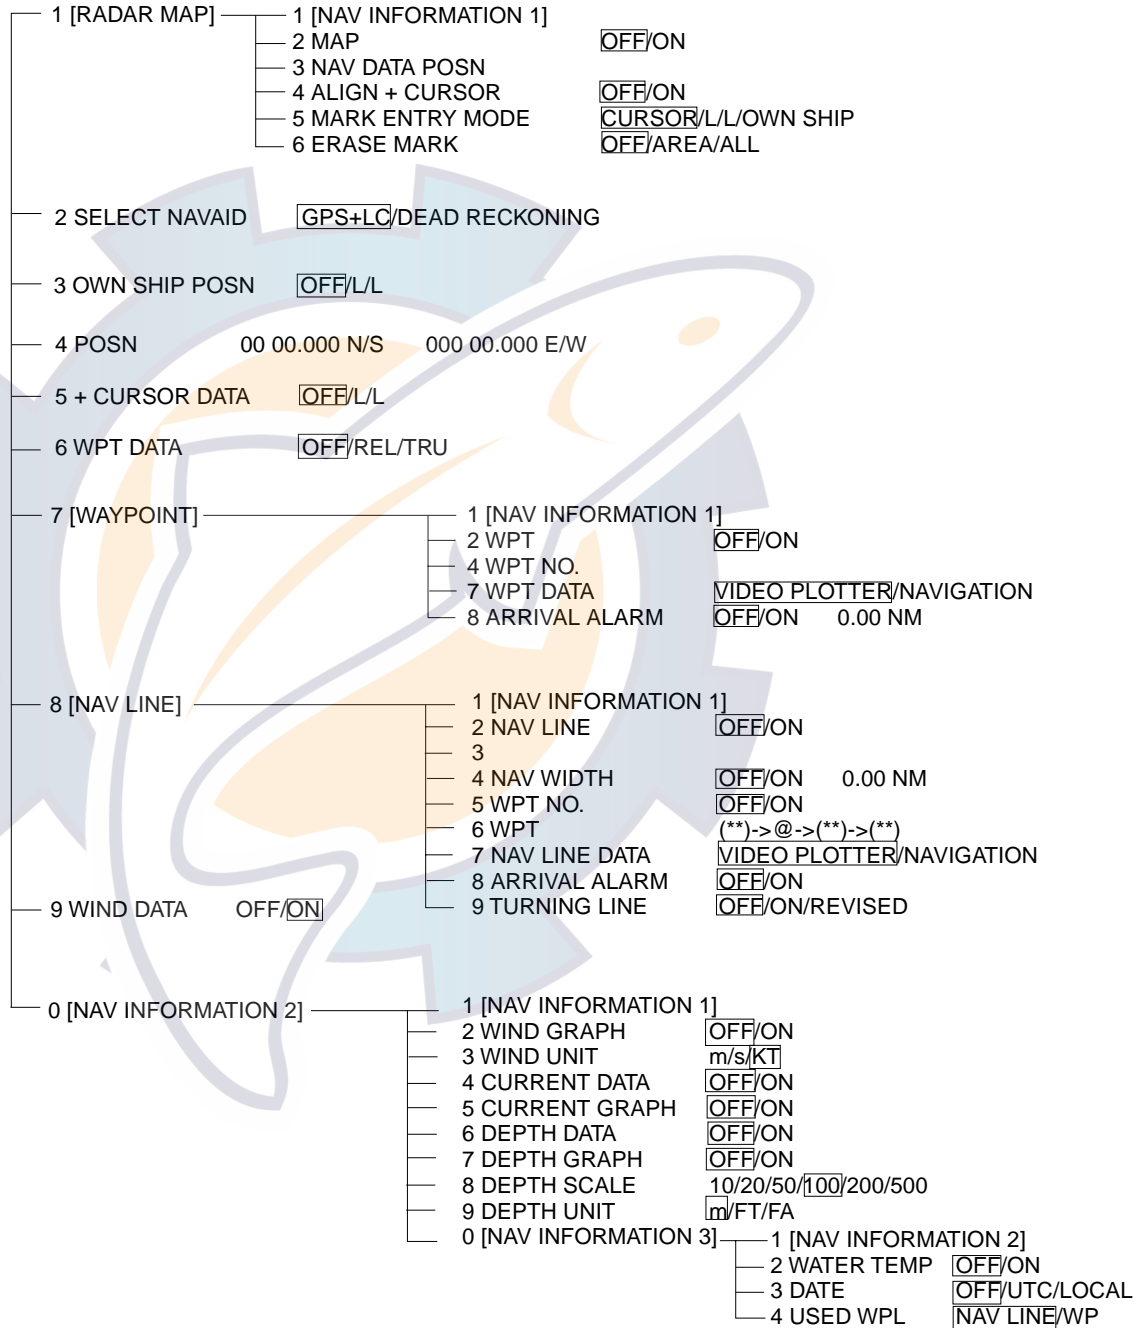 1 [RADAR MAP]
1 [NAV INFORMATION 1]
2 MAP OFF/ON
3 NAV DATA POSN
4 ALIGN + CURSOR OFF/ON
5 MARK ENTRY MODE CURSOR/L/L/OWN SHIP
6 ERASE MARK OFF/AREA/ALL
2 SELECT NAVAID GPS+LC/DEAD RECKONING
3 OWN SHIP POSN OFF/L/L
4 POSN 00 00.000 N/S 000 00.000 E/W
5 + CURSOR DATA OFF/L/L
6 WPT DATA OFF/REL/TRU
7 [WAYPOINT]
1 [NAV INFORMATION 1]
2 WPT OFF/ON
4 WPT NO.
7 WPT DATA VIDEO PLOTTER/NAVIGATION
8 ARRIVAL ALARM OFF/ON 0.00 NM
8 [NAV LINE]
1 [NAV INFORMATION 1]
2 NAV LINE OFF/ON
3
4 NAV WIDTH OFF/ON 0.00 NM
5 WPT NO. OFF/ON
6 WPT (**)->@->(**)->(**)
7 NAV LINE DATA VIDEO PLOTTER/NAVIGATION
8 ARRIVAL ALARM OFF/ON
9 TURNING LINE OFF/ON/REVISED
9 WIND DATA OFF/ON
0 [NAV INFORMATION 2]
1 [NAV INFORMATION 1]
2 WIND GRAPH OFF/ON
3 WIND UNIT m/s/KT
4 CURRENT DATA OFF/ON
5 CURRENT GRAPH OFF/ON
6 DEPTH DATA OFF/ON
7 DEPTH GRAPH OFF/ON
8 DEPTH SCALE 10/20/50/100/200/500
9 DEPTH UNIT m/FT/FA
0 [NAV INFORMATION 3]
1 [NAV INFORMATION 2]
2 WATER TEMP OFF/ON
3 DATE OFF/UTC/LOCAL
4 USED WPL NAV LINE/WP